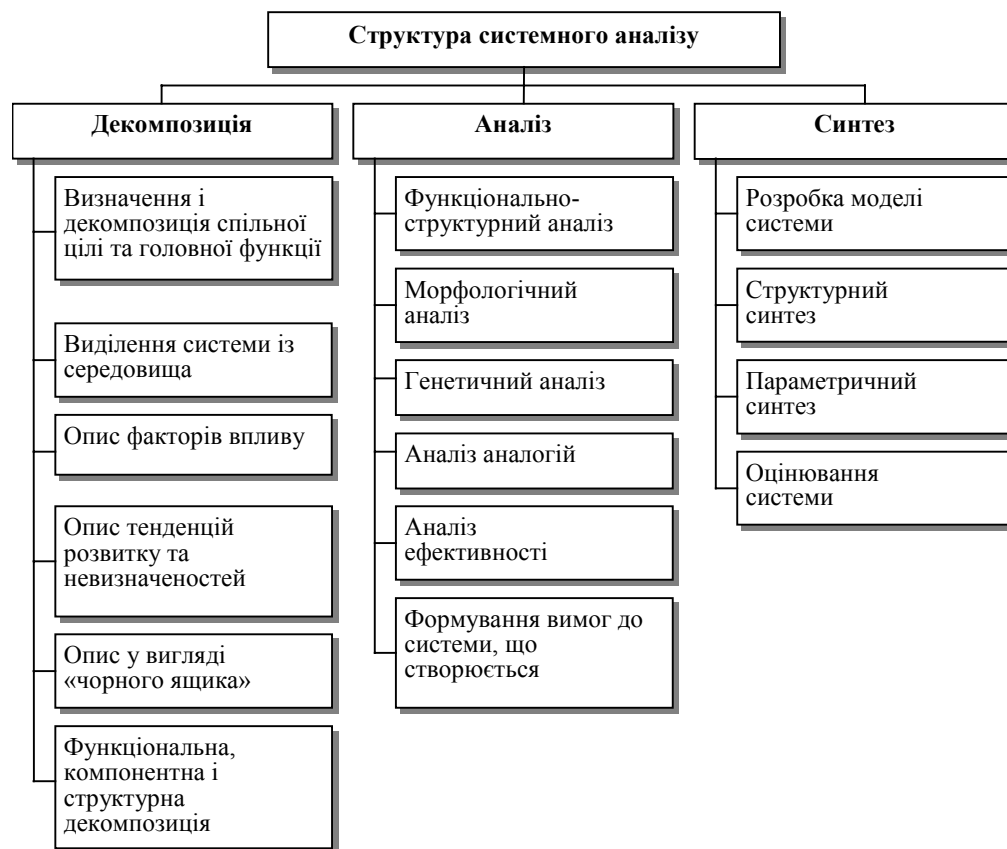 Структура системного аналізу
Декомпозиція
Визначення і
декомпозиція спільної
цілі та головної функції
Виділення системи із
середовища
Опис факторів впливу
Опис тенденцій
розвитку та
невизначеностей
Опис у вигляді
«чорного ящика»
Функціональна,
компонентна і
структурна
декомпозиція
Аналіз
Функціонально-
структурний аналіз
Морфологічний
аналіз
Генетичний аналіз
Аналіз аналогій
Аналіз
ефективності
Формування вимог до
системи, що
створюється
Синтез
Розробка моделі
системи
Структурний
синтез
Параметричний
синтез
Оцінювання
системи